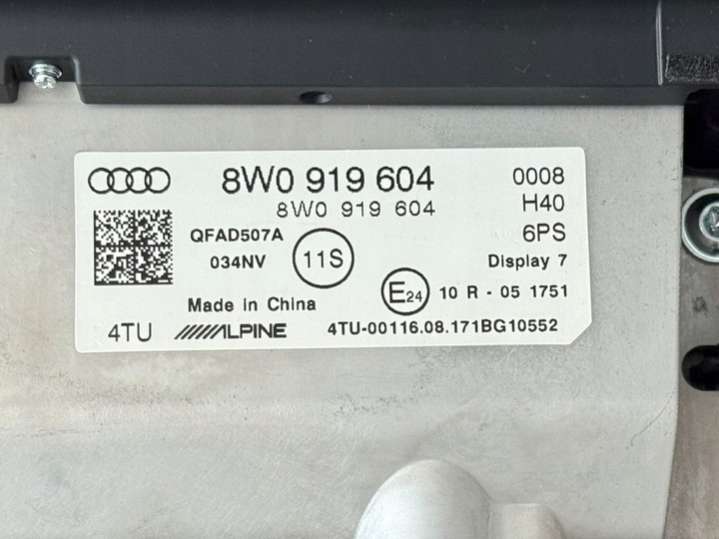 8W0 919 604 0008
8W0 919 604 H40
QFAD507A 6PS
034NV 11S Display 7
E24 10 R - 05 1751
Made in China
4TU ALPINE 4TU-00116.08.171BG10552